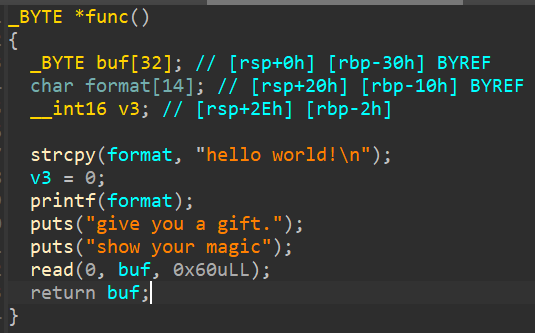 _BYTE *func()
{
_BYTE buf[32]; // [rsp+0h] [rbp-30h] BYREF
char format[14]; // [rsp+20h] [rbp-10h] BYREF
__int16 v3; // [rsp+2Eh] [rbp-2h]
strcpy(format, "hello world!\n");
v3 = 0;
printf(format);
puts("give you a gift.");
puts("show your magic");
read(0, buf, 0x60uLL);
return buf;
}